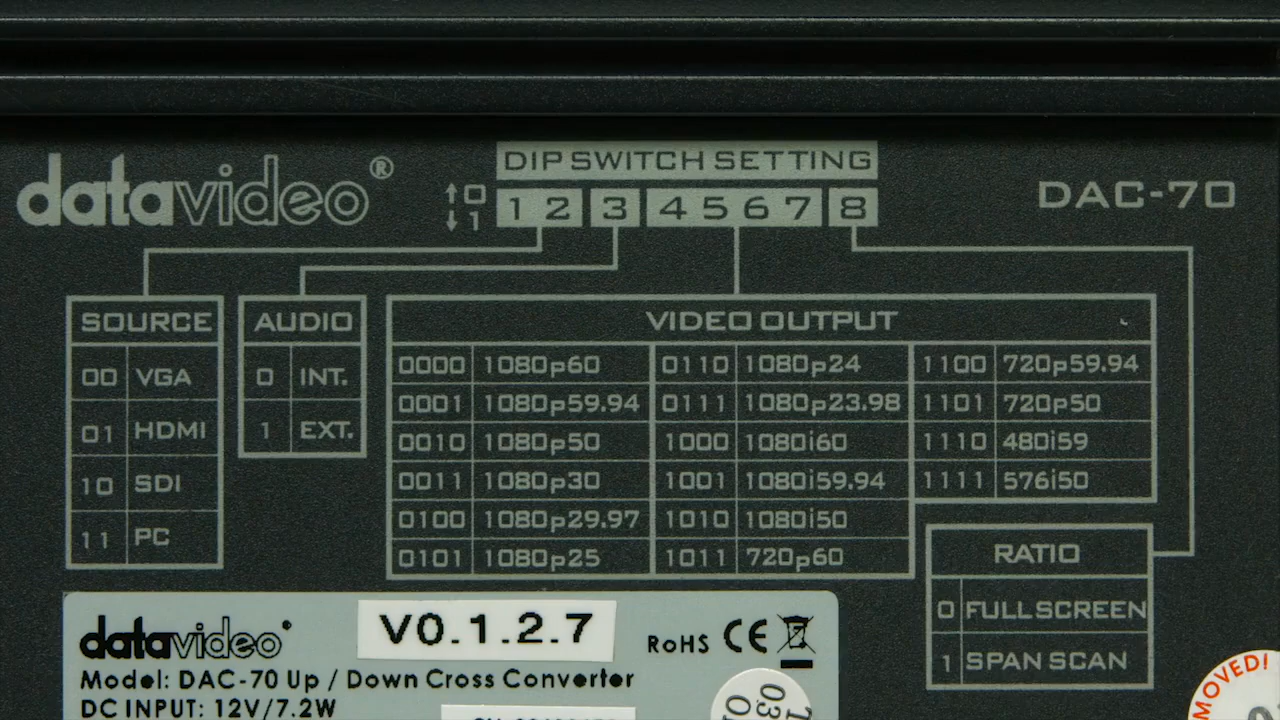 datavideo®
DIP SWITCH SETTING
↑0
↓1
1 2 3 4 5 6 7 8
DAC-70
SOURCE
00 VGA
01 HDMI
10 SDI
11 PC
AUDIO
0 INT.
1 EXT.
VIDEO OUTPUT
0000 1080p60
0001 1080p59.94
0010 1080p50
0011 1080p30
0100 1080p29.97
0101 1080p25
0110 1080p24
0111 1080p23.98
1000 1080i60
1001 1080i59.94
1010 1080i50
1011 720p60
1100 720p59.94
1101 720p50
1110 480i59
1111 576i50
RATIO
0 FULLSCREEN
1 SPAN SCAN
datavideo
V0.1.2.7
RoHS CE
Model: DAC-70 Up / Down Cross Converter
DC INPUT: 12V/7.2W
MOVED!